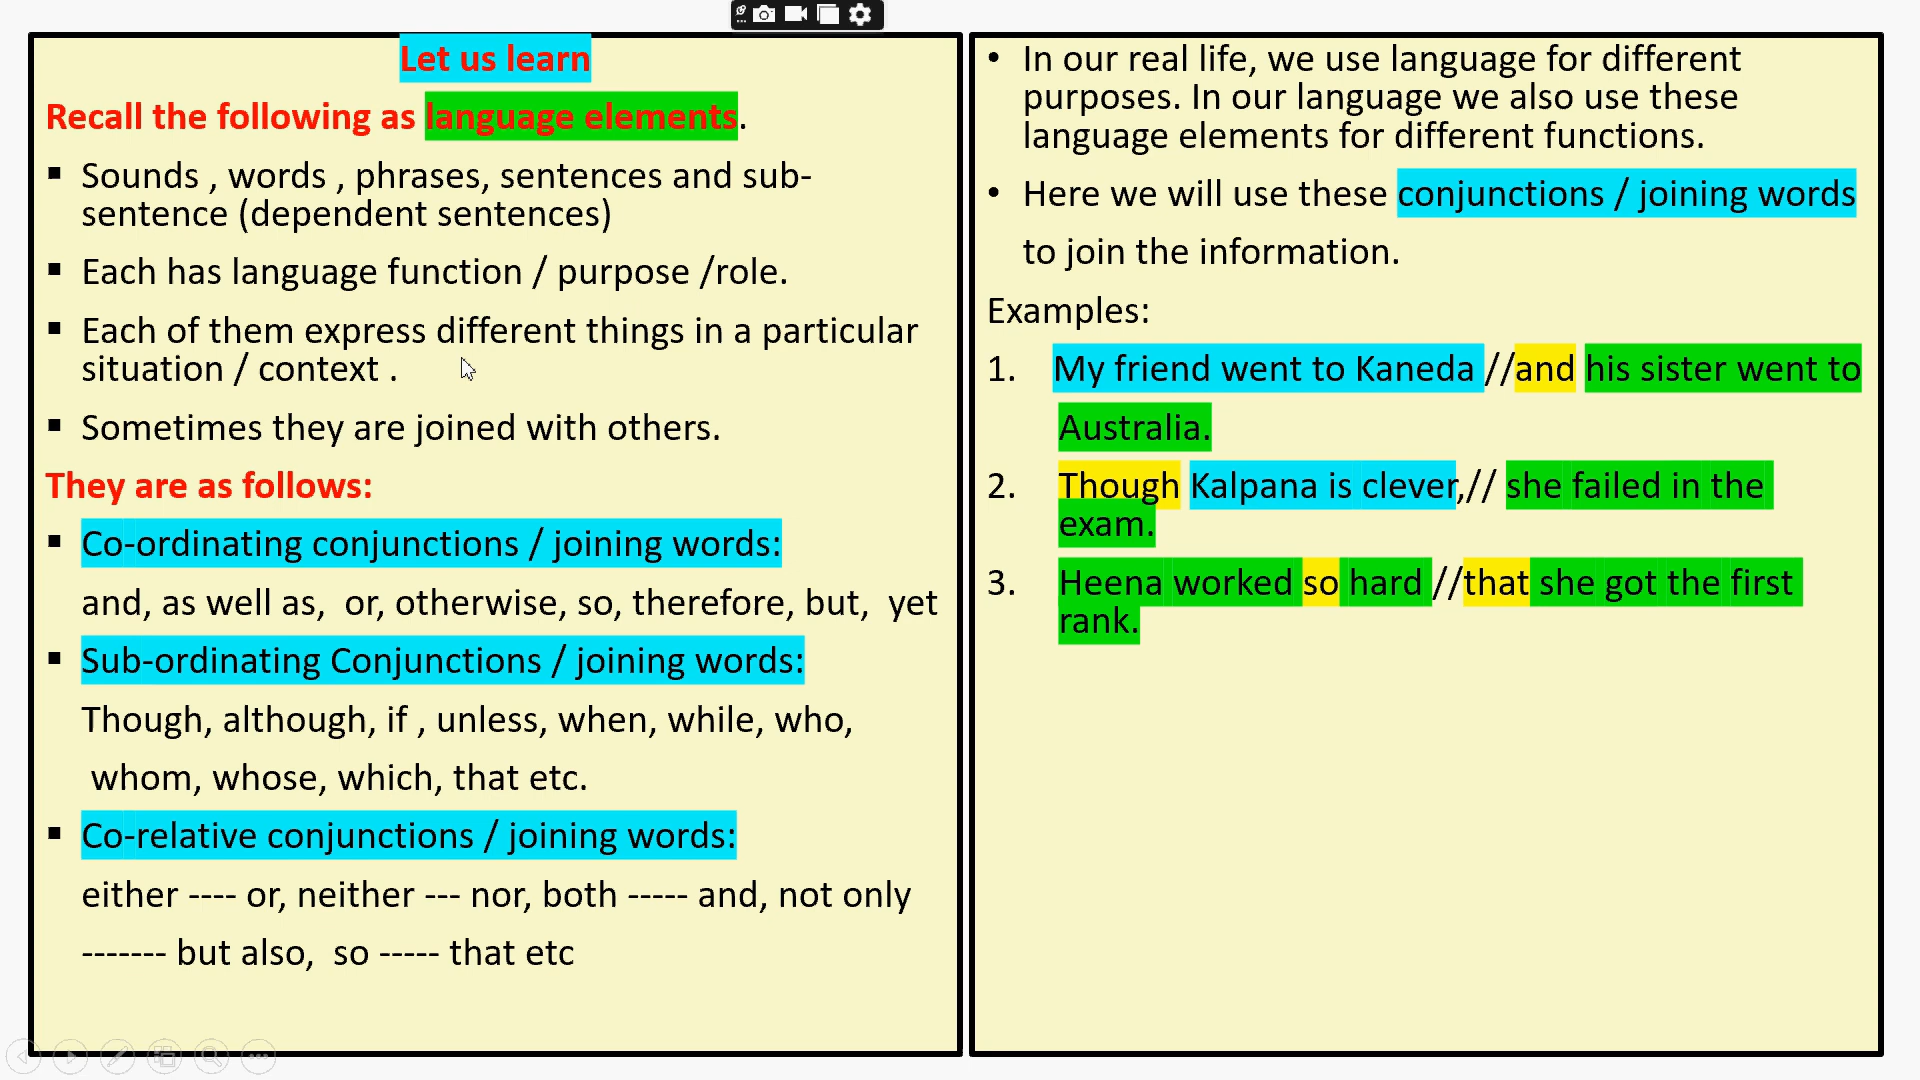 Let us learn
Recall the following as language elements.
▪ Sounds , words , phrases, sentences and sub-
sentence (dependent sentences)
▪ Each has language function / purpose /role.
▪ Each of them express different things in a particular
situation / context .
▪ Sometimes they are joined with others.
They are as follows:
▪ Co-ordinating conjunctions / joining words:
and, as well as,  or, otherwise, so, therefore, but,  yet
▪ Sub-ordinating Conjunctions / joining words:
Though, although, if , unless, when, while, who,
whom, whose, which, that etc.
▪ Co-relative conjunctions / joining words:
either ---- or, neither --- nor, both ----- and, not only
------- but also,  so ----- that etc
• In our real life, we use language for different
purposes. In our language we also use these
language elements for different functions.
• Here we will use these conjunctions / joining words
to join the information.
Examples:
1. My friend went to Kaneda //and his sister went to
Australia.
2. Though Kalpana is clever,// she failed in the
exam.
3. Heena worked so hard //that she got the first
rank.